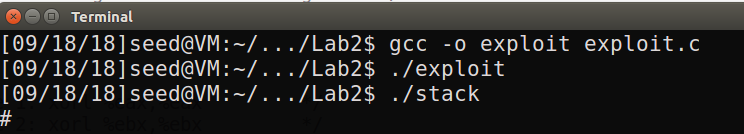 Terminal
[09/18/18]seed@VM:~/.../Lab2$ gcc -o exploit exploit.c
[09/18/18]seed@VM:~/.../Lab2$ ./exploit
[09/18/18]seed@VM:~/.../Lab2$ ./stack
#